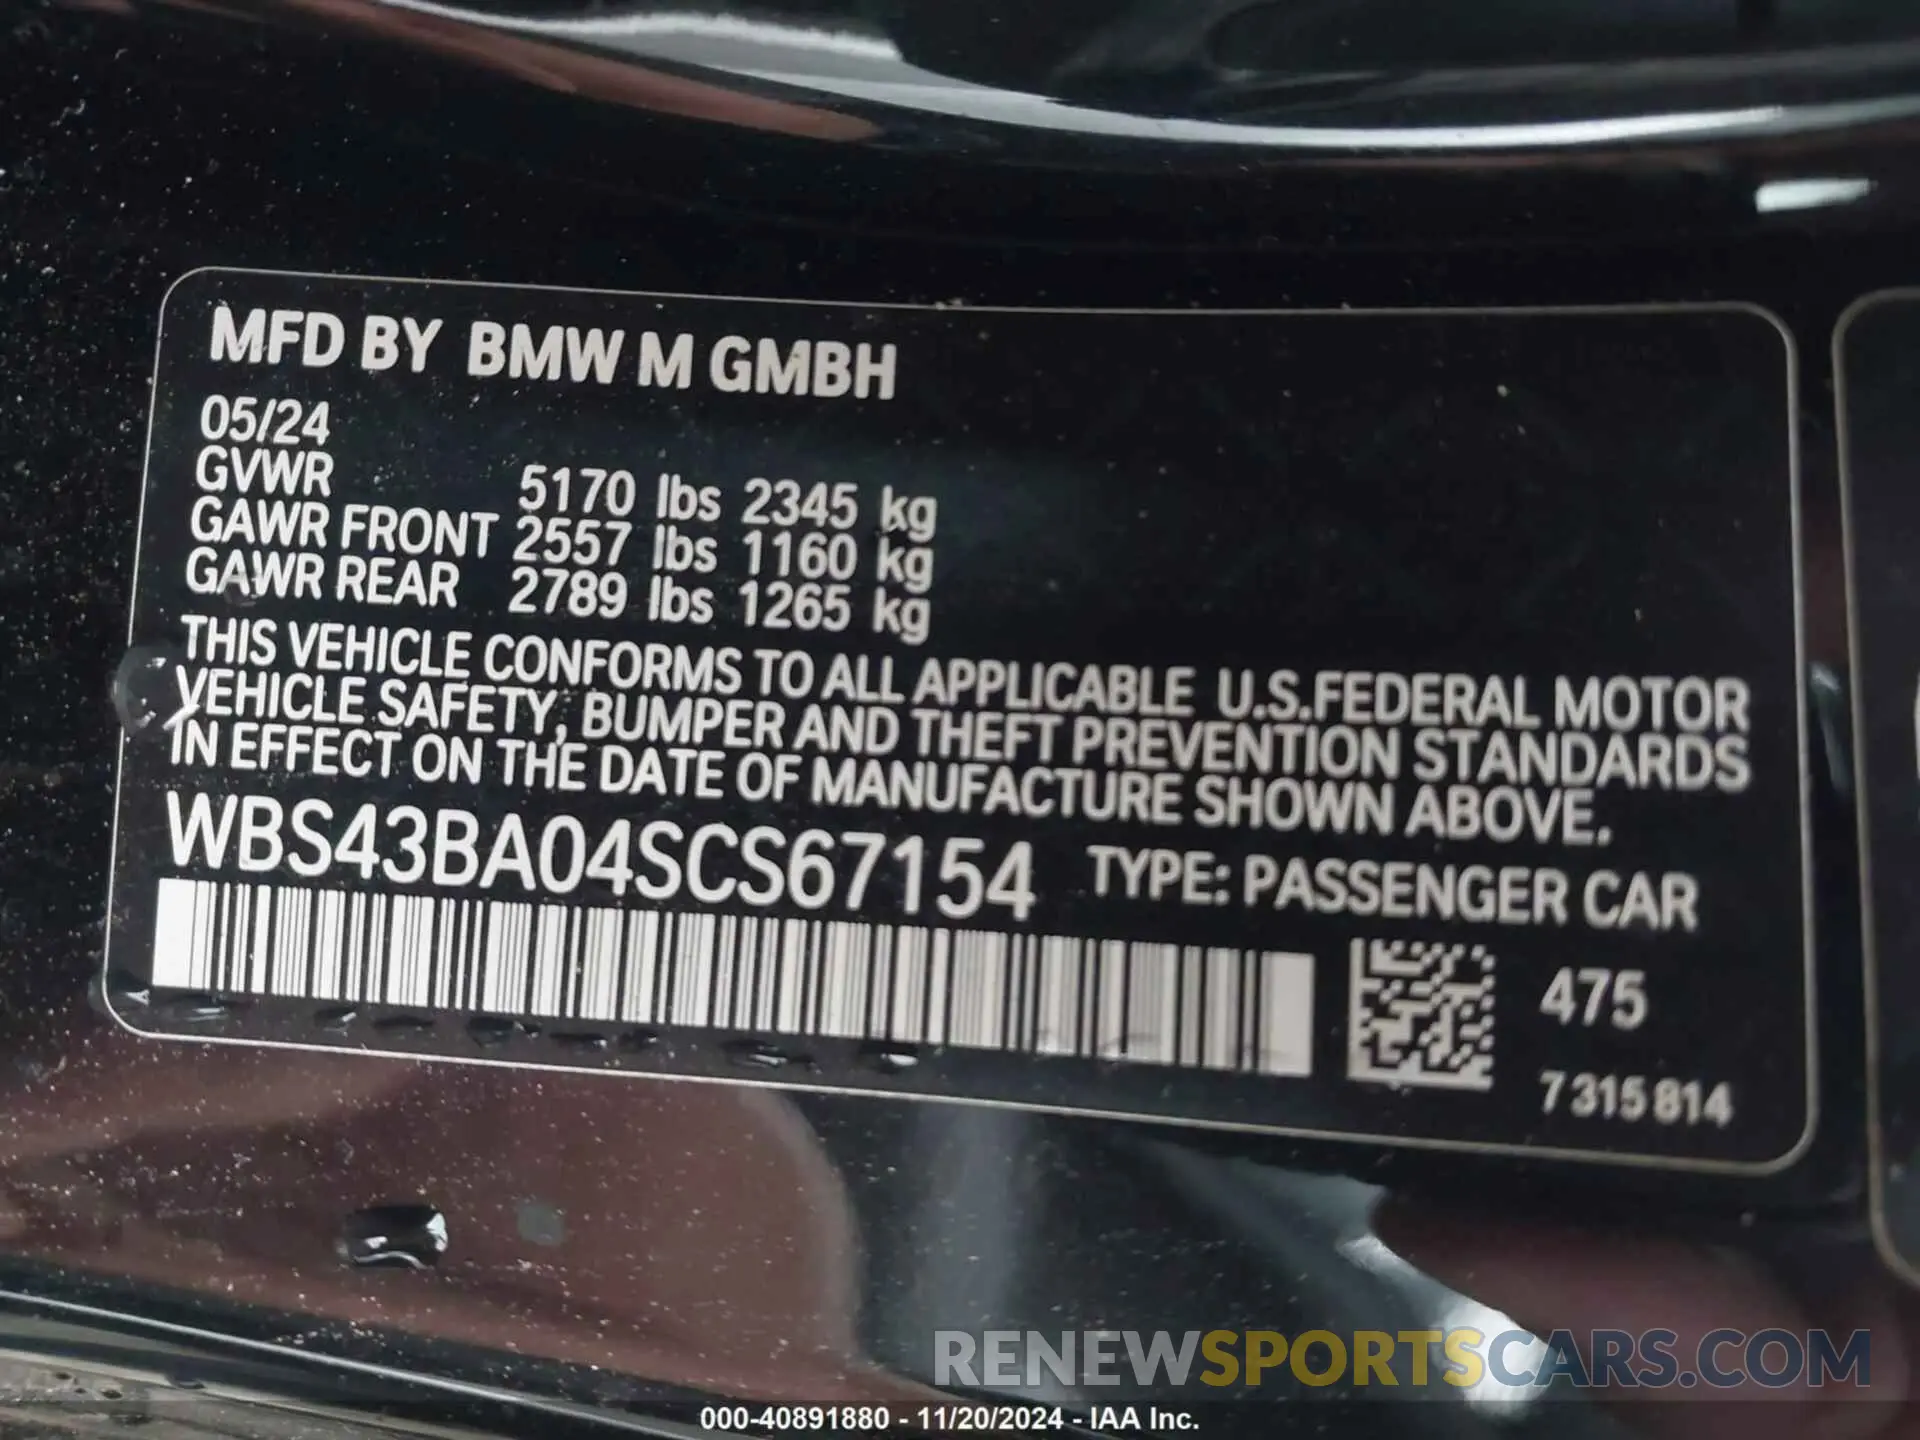 MFD BY BMW M GMBH
05/24
GVWR 5170 lbs 2345 kg
GAWR FRONT 2557 lbs 1160 kg
GAWR REAR 2789 lbs 1265 kg
THIS VEHICLE CONFORMS TO ALL APPLICABLE U.S.FEDERAL MOTOR
VEHICLE SAFETY, BUMPER AND THEFT PREVENTION STANDARDS
IN EFFECT ON THE DATE OF MANUFACTURE SHOWN ABOVE.
WBS43BA04SCS67154 TYPE: PASSENGER CAR
475
7 315 814
RENEWSPORTSCARS.COM
000-40891880 - 11/20/2024 - IAA Inc.